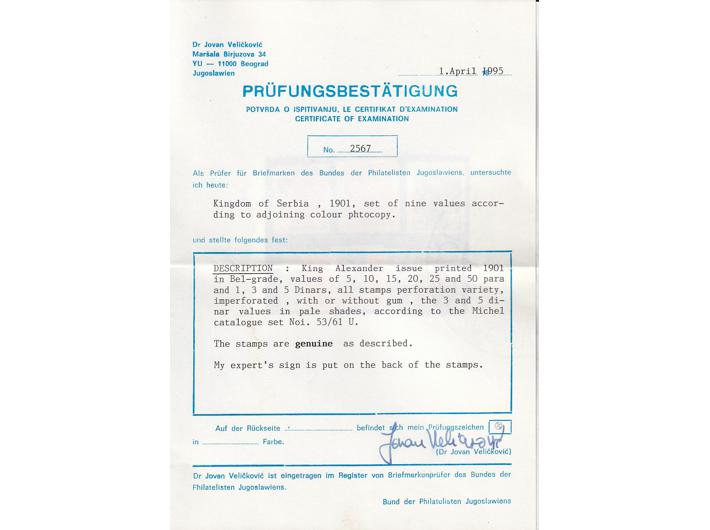 Dr Jovan Veličković
Maršala Birjuzova 34
YU — 11000 Beograd
Jugoslawien
1.April 1995
PRÜFUNGSBESTÄTIGUNG
POTVRDA O ISPITIVANJU, LE CERTIFIKAT D'EXAMINATION
CERTIFICATE OF EXAMINATION
No. 2567
Als Prüfer für Briefmarken des Bundes der Philatelisten Jugoslawiens, untersuchte
ich heute:
Kingdom of Serbia , 1901, set of nine values accor-
ding to adjoining colour phtocopy.
und stellte folgendes fest:
DESCRIPTION : King Alexander issue printed 1901
in Bel-grade, values of 5, 10, 15, 20, 25 and 50 para
and 1, 3 and 5 Dinars, all stamps perforation variety,
imperforated , with or without gum , the 3 and 5 di-
nar values in pale shades, according to the Michel
catalogue set Noi. 53/61 U.
The stamps are genuine as described.
My expert's sign is put on the back of the stamps.
Auf der Rückseite befindet sich mein Prüfungszeichen
in Farbe.
Jovan Veličković
(Dr Jovan Veličković)
Dr Jovan Veličković ist eingetragen im Register von Briefmarkenprüfer des Bundes der
Philatelisten Jugoslawiens.
Bund der Philatelisten Jugoslawiens